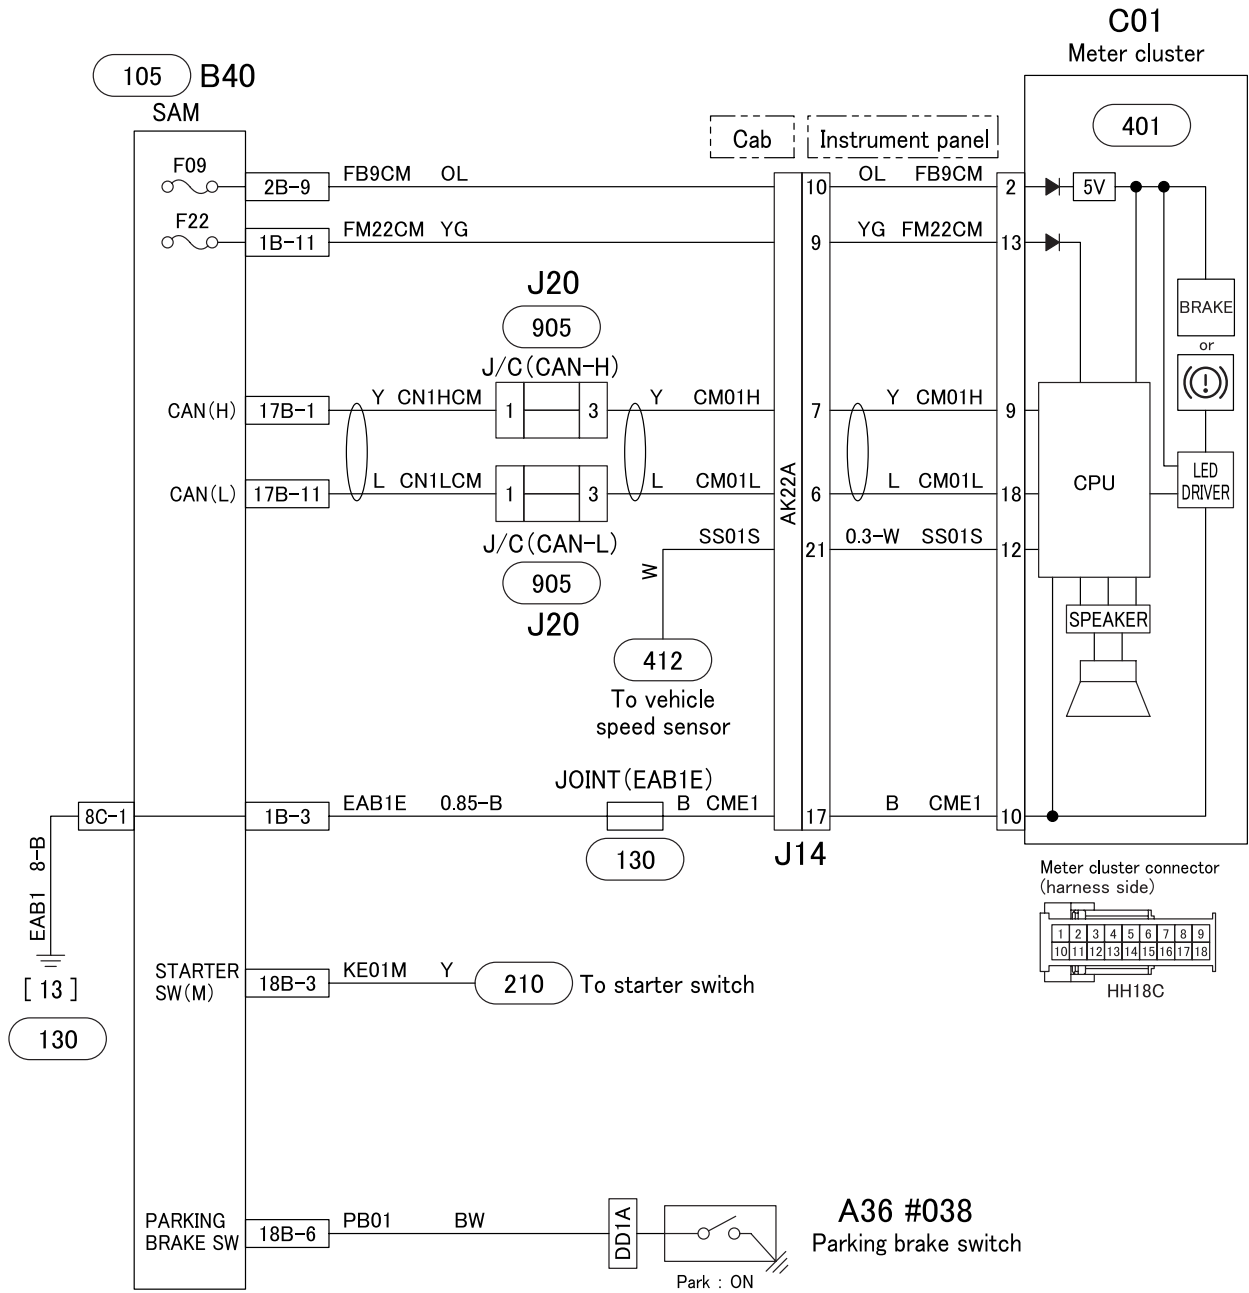 C01
Meter cluster
105 B40
SAM
401
Cab Instrument panel
F09
2B-9 FB9CM OL 10 OL FB9CM 2 5V
F22
1B-11 FM22CM YG 9 YG FM22CM 13
J20
905
J/C(CAN-H)
BRAKE
or
CAN(H) 17B-1 Y CN1HCM 1 3 Y CM01H 7 Y CM01H 9
CAN(L) 17B-11 L CN1LCM 1 3 L CM01L 6 L CM01L 18
AK22A
CPU
LED
DRIVER
J/C(CAN-L)
905
J20
SS01S 21 0.3-W SS01S 12
W
412
To vehicle
speed sensor
SPEAKER
JOINT(EAB1E)
8C-1 1B-3 EAB1E 0.85-B B CME1 17 B CME1 10
130
J14
EAB1 8-B
[ 13 ]
130
Meter cluster connector
(harness side)
1 2 3 4 5 6 7 8 9
10 11 12 13 14 15 16 17 18
HH18C
STARTER
SW(M)
18B-3 KE01M Y 210 To starter switch
PARKING
BRAKE SW
18B-6 PB01 BW DD1A
A36 #038
Parking brake switch
Park : ON